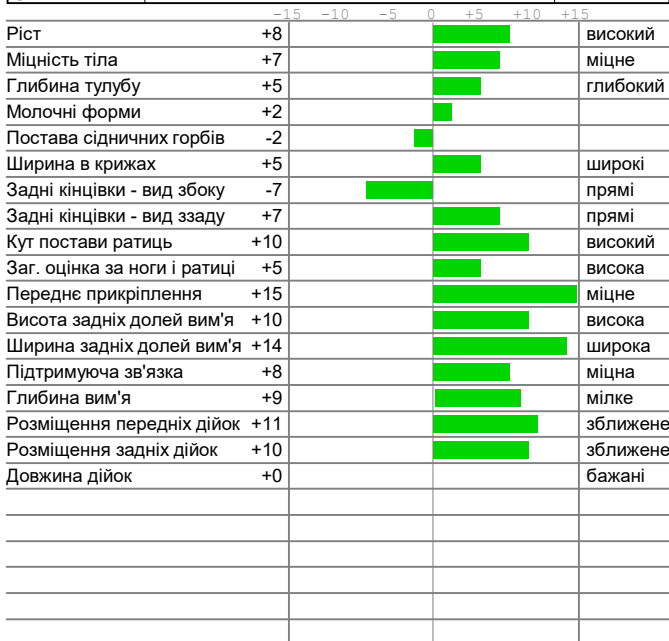 -15 -10 -5 0 +5 +10 +15
Ріст +8 високий
Міцність тіла +7 міцне
Глибина тулубу +5 глибокий
Молочні форми +2
Постава сідничних горбів -2
Ширина в крижах +5 широкі
Задні кінцівки - вид збоку -7 прямі
Задні кінцівки - вид ззаду +7 прямі
Кут постави ратиць +10 високий
Заг. оцінка за ноги і ратиці +5 висока
Переднє прикріплення +15 міцне
Висота задніх долей вим'я +10 висока
Ширина задніх долей вим'я +14 широка
Підтримуюча зв'язка +8 міцна
Глибина вим'я +9 мілке
Розміщення передніх дійок +11 зближене
Розміщення задніх дійок +10 зближене
Довжина дійок +0 бажані